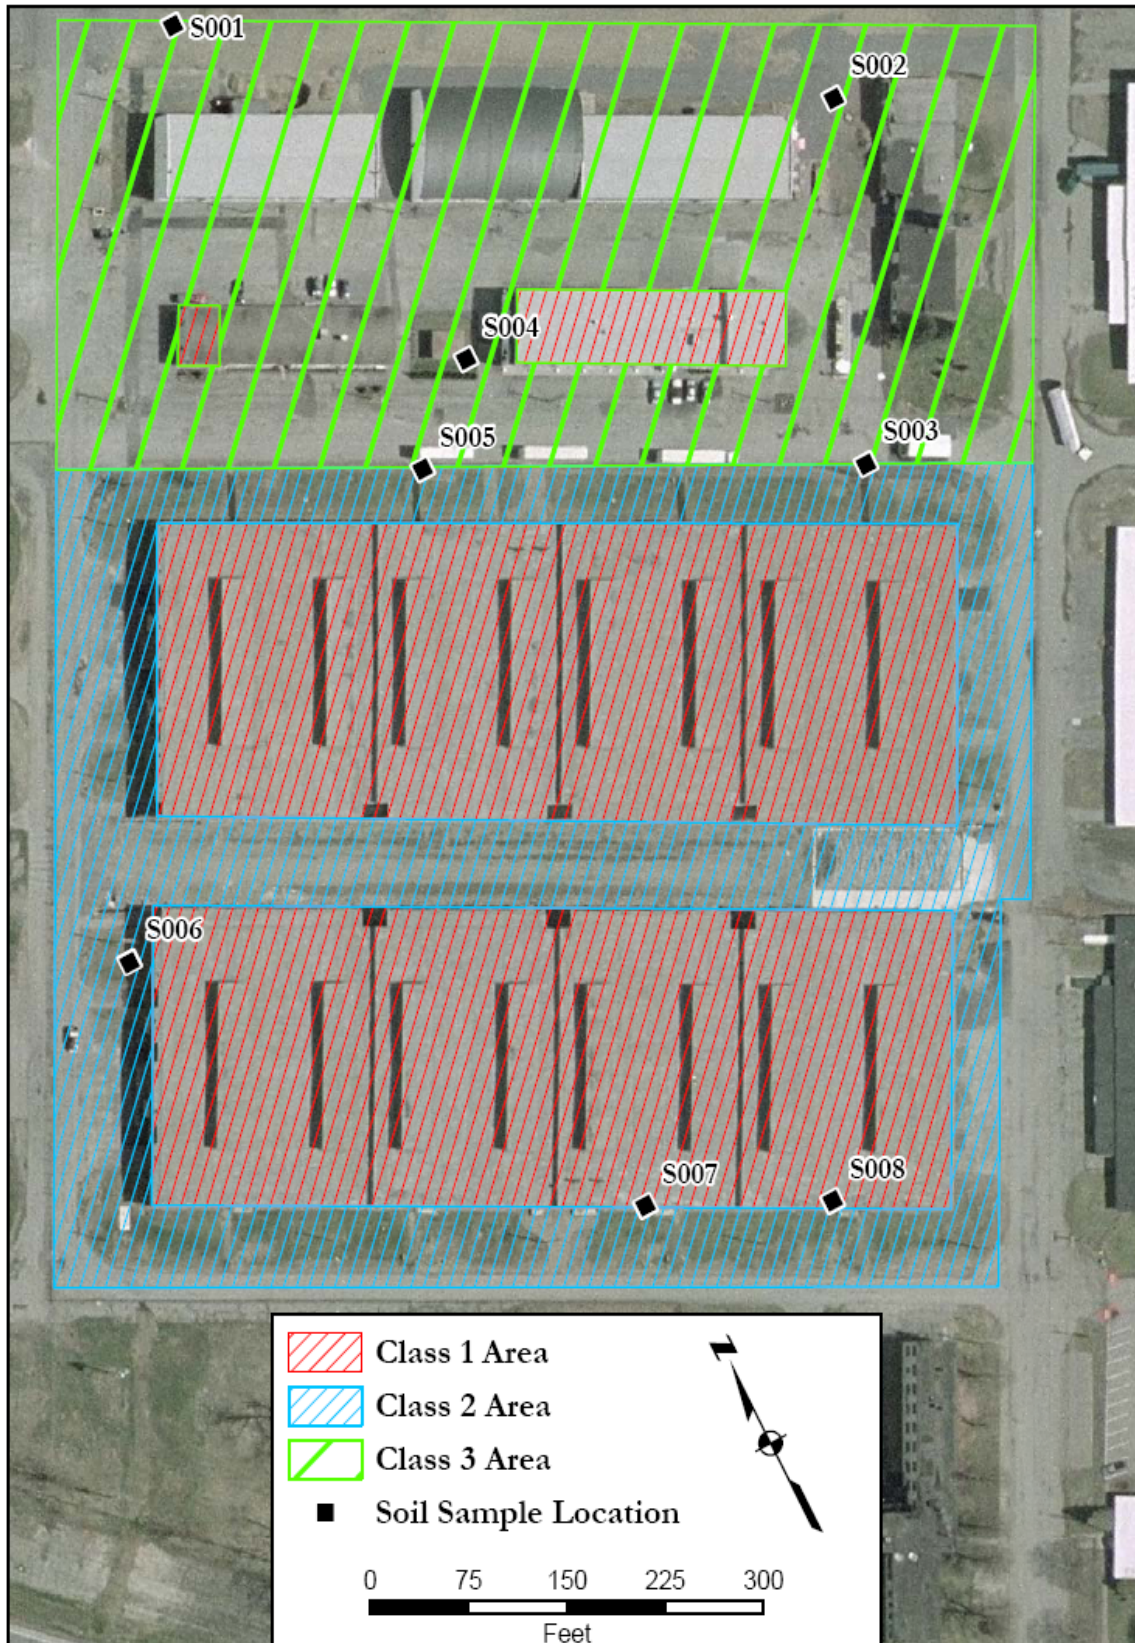 S001
S002
S004
S005
S003
S006
S007
S008
N
Class 1 Area
Class 2 Area
Class 3 Area
Soil Sample Location
0 75 150 225 300
Feet